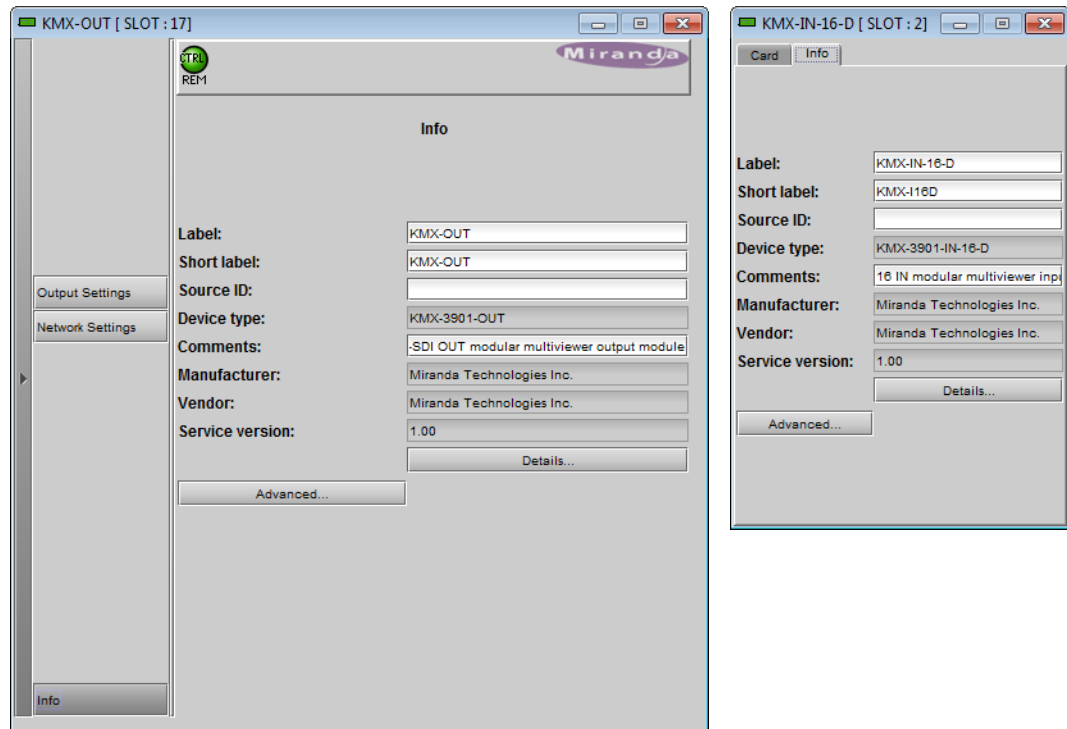 KMX-OUT [ SLOT : 17]
CTRL
REM
Miranda
Info
Label: KMX-OUT
Short label: KMX-OUT
Source ID:
Device type: KMX-3901-OUT
Comments: -SDI OUT modular multiviewer output module
Manufacturer: Miranda Technologies Inc.
Vendor: Miranda Technologies Inc.
Service version: 1.00
Details...
Advanced...
Output Settings
Network Settings
Info
KMX-IN-16-D [ SLOT : 2]
Card Info
Label: KMX-IN-16-D
Short label: KMX-I16D
Source ID:
Device type: KMX-3901-IN-16-D
Comments: 16 IN modular multiviewer inpu
Manufacturer: Miranda Technologies Inc.
Vendor: Miranda Technologies Inc.
Service version: 1.00
Details...
Advanced...